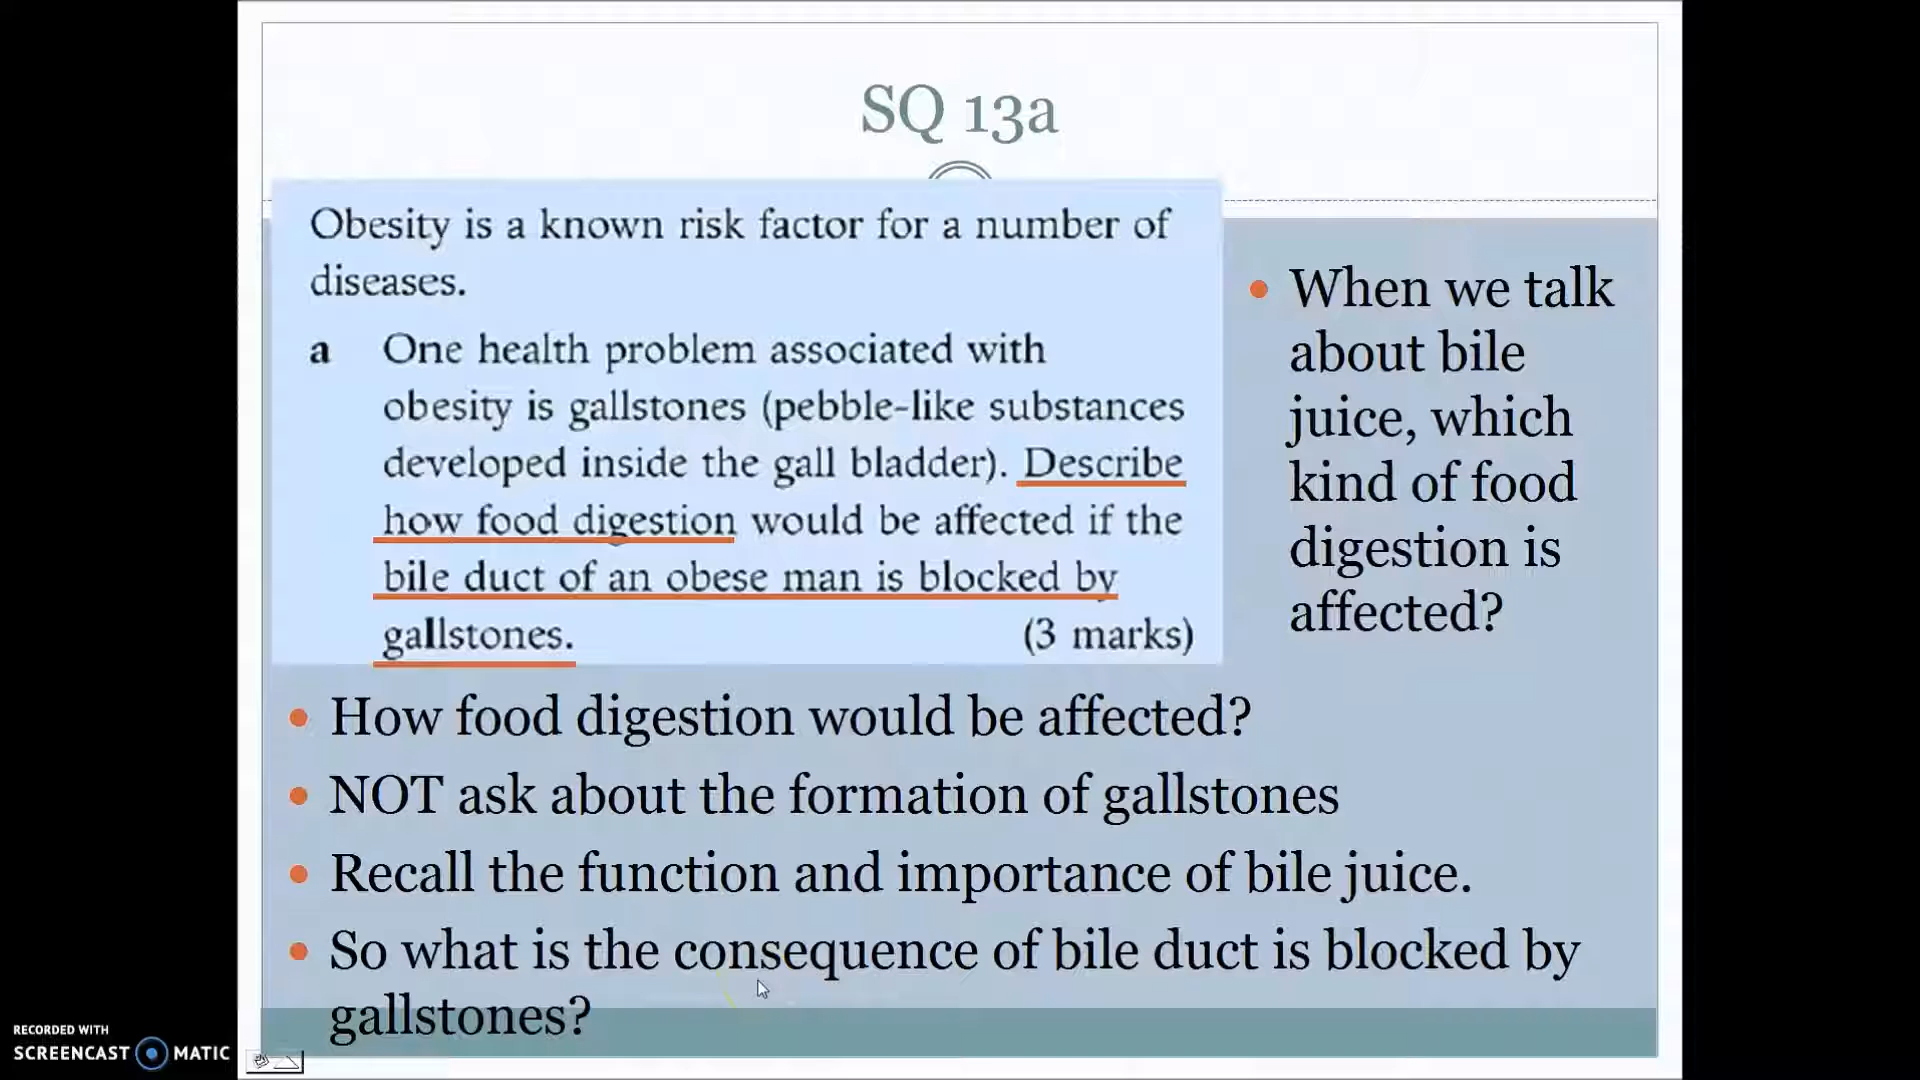 SQ 13a
Obesity is a known risk factor for a number of
diseases.
a One health problem associated with
obesity is gallstones (pebble-like substances
developed inside the gall bladder). Describe
how food digestion would be affected if the
bile duct of an obese man is blocked by
gallstones. (3 marks)
When we talk
about bile
juice, which
kind of food
digestion is
affected?
How food digestion would be affected?
NOT ask about the formation of gallstones
Recall the function and importance of bile juice.
So what is the consequence of bile duct is blocked by
gallstones?
RECORDED WITH
SCREENCAST MATIC